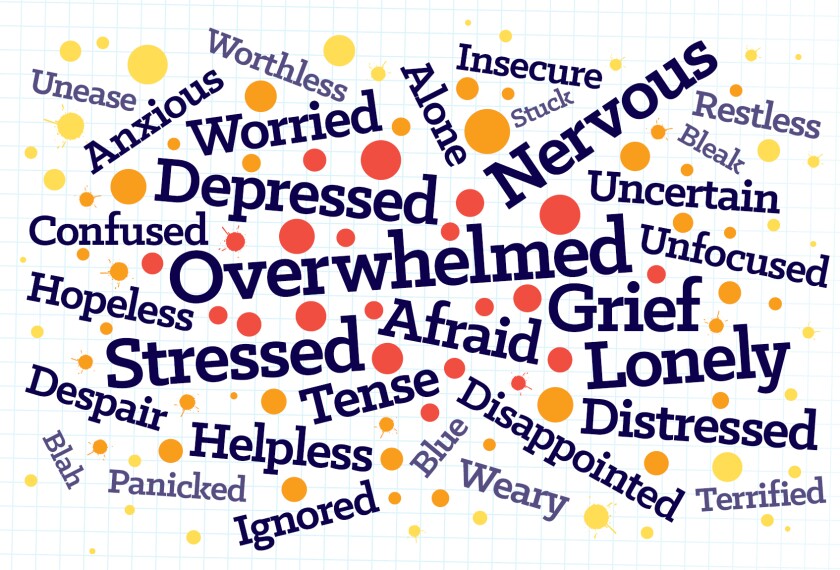 Worthless
Insecure
Nervous
Unease
Anxious
Alone
Stuck
Restless
Worried
Bleak
Depressed
Uncertain
Confused
Overwhelmed
Unfocused
Hopeless
Afraid
Grief
Stressed
Lonely
Despair
Tense
Disappointed
Distressed
Helpless
Blue
Blah
Panicked
Weary
Terrified
Ignored